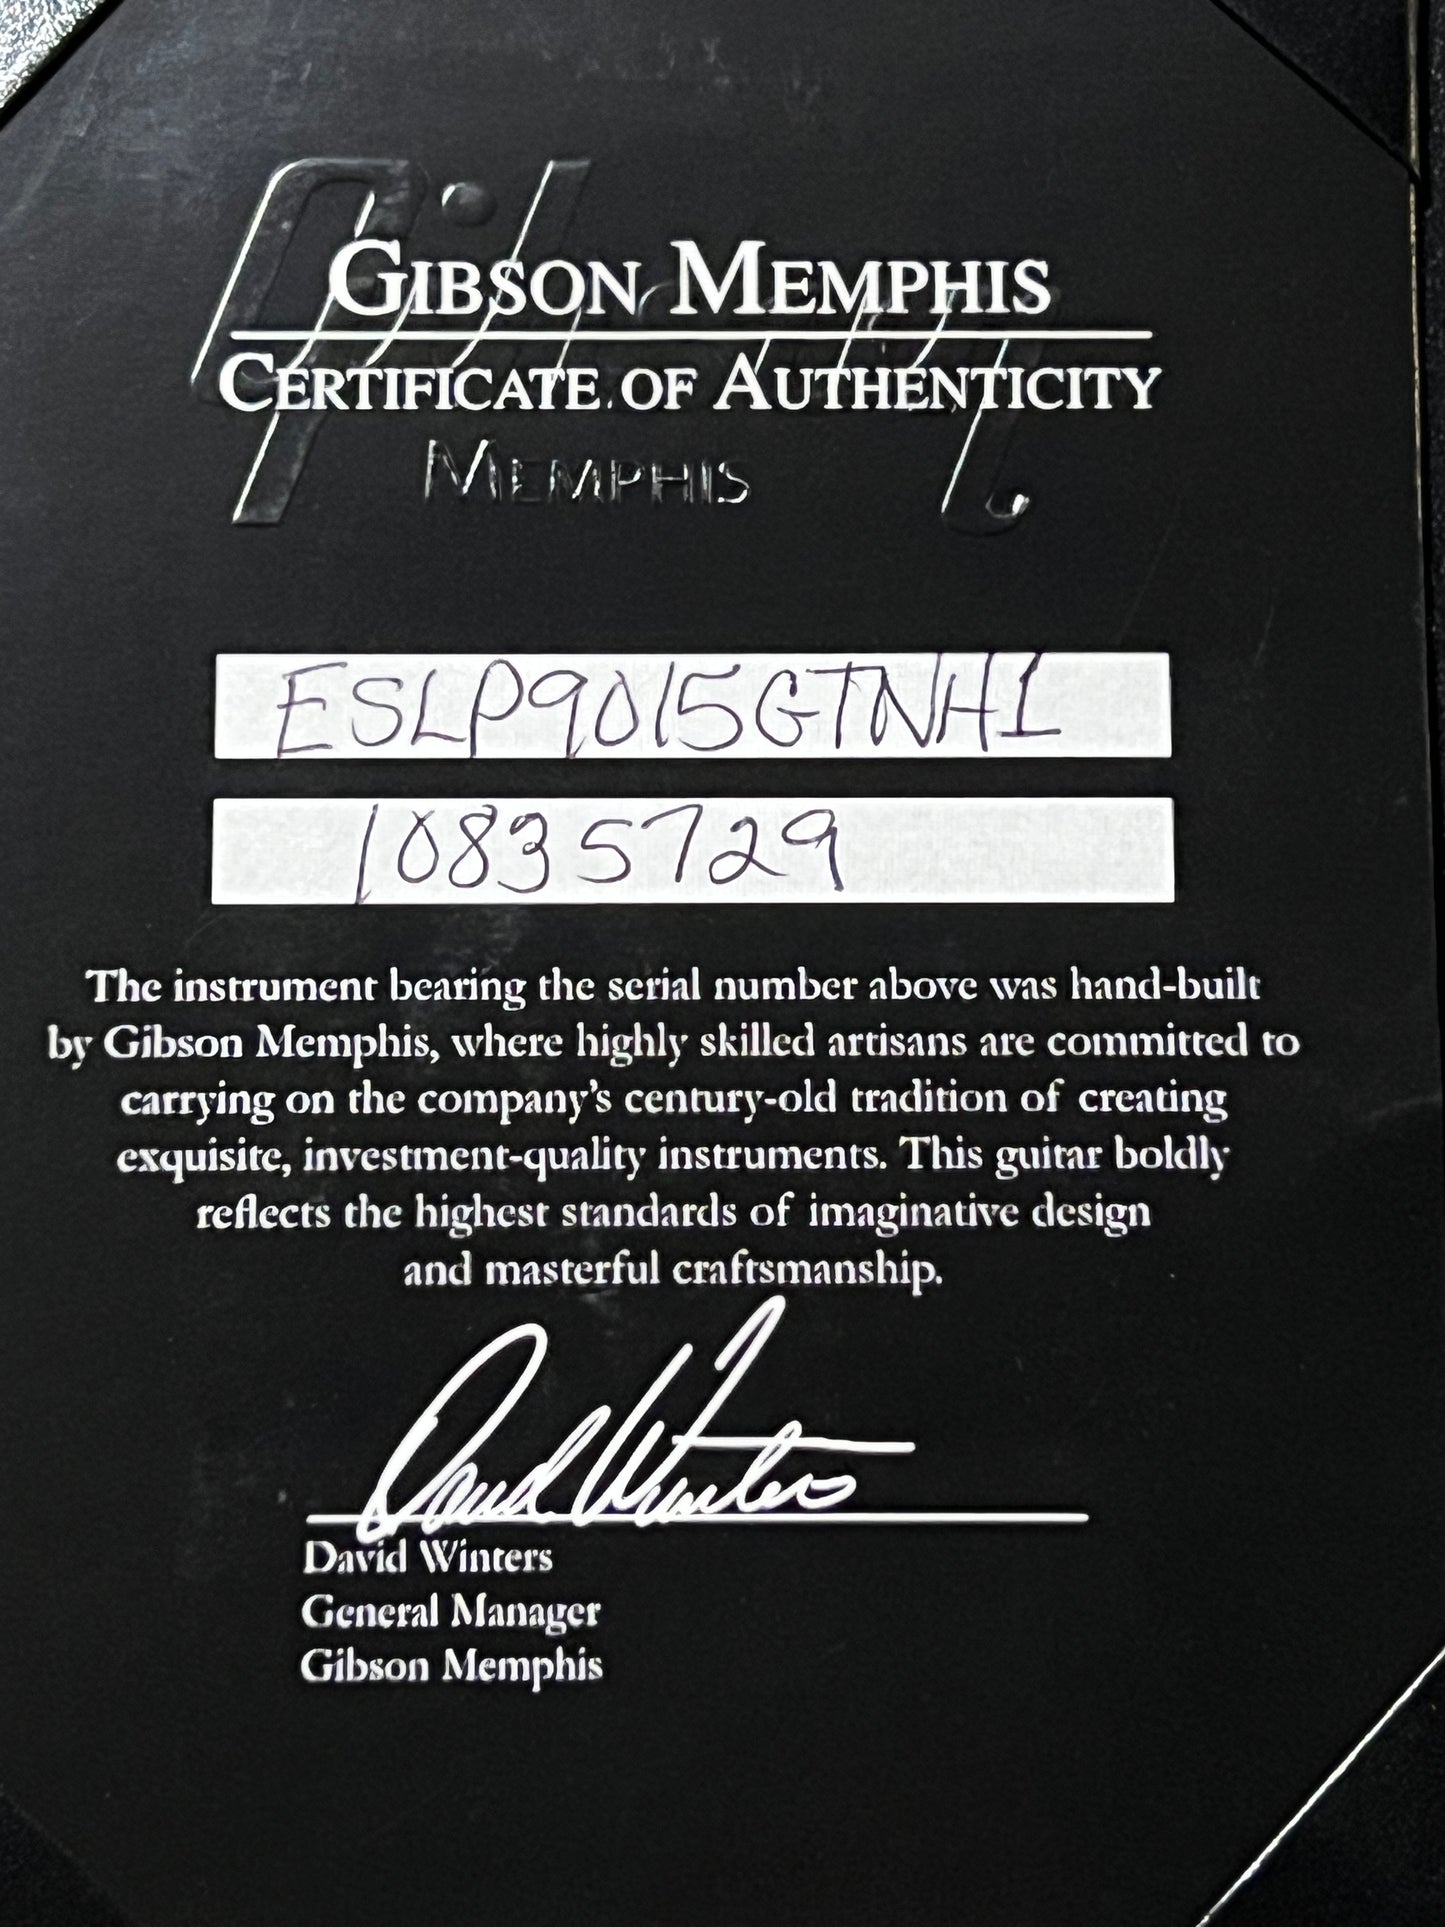 GIBSON MEMPHIS
CERTIFICATE OF AUTHENTICITY
Gibson
MEMPHIS
ESLP9015GTNH1
10835729
The instrument bearing the serial number above was hand-built
by Gibson Memphis, where highly skilled artisans are committed to
carrying on the company's century-old tradition of creating
exquisite, investment-quality instruments. This guitar boldly
reflects the highest standards of imaginative design
and masterful craftsmanship.
David Winters
David Winters
General Manager
Gibson Memphis